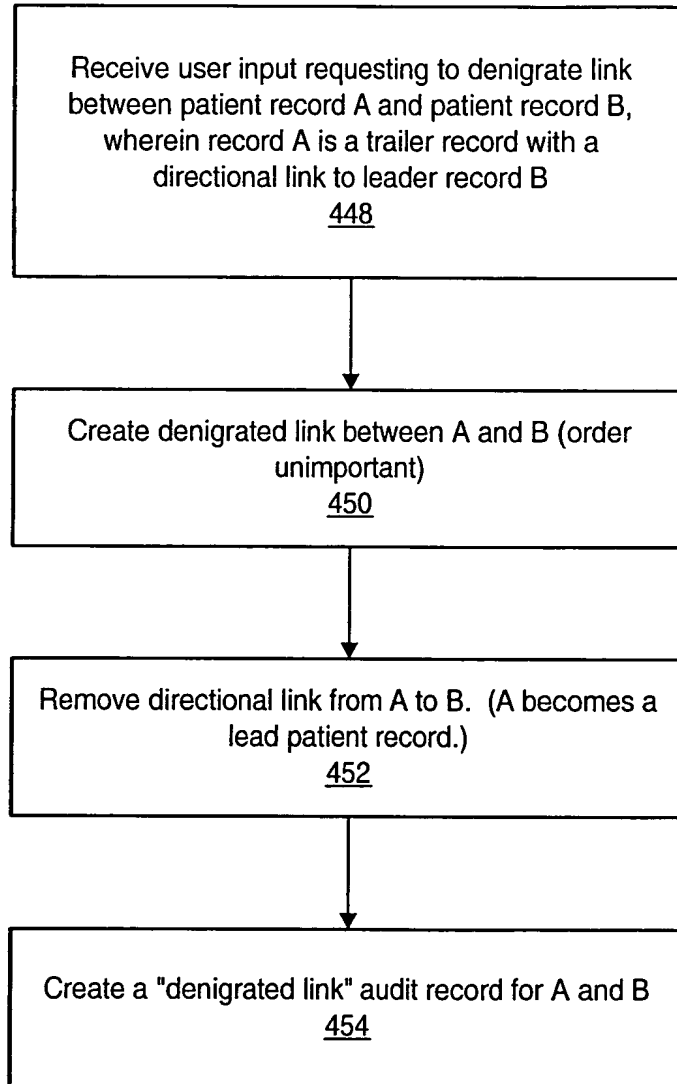 Receive user input requesting to denigrate link
between patient record A and patient record B,
wherein record A is a trailer record with a
directional link to leader record B
448
Create denigrated link between A and B (order
unimportant)
450
Remove directional link from A to B.  (A becomes a
lead patient record.)
452
Create a "denigrated link" audit record for A and B
454